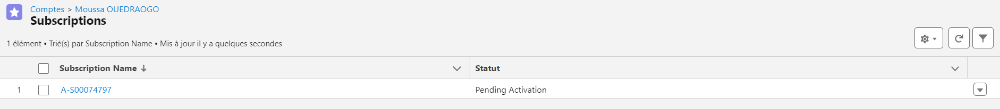 Comptes > Moussa OUEDRAOGO
Subscriptions
1 élément • Trié(s) par Subscription Name • Mis à jour il y a quelques secondes
Subscription Name Statut
1 A-S00074797 Pending Activation